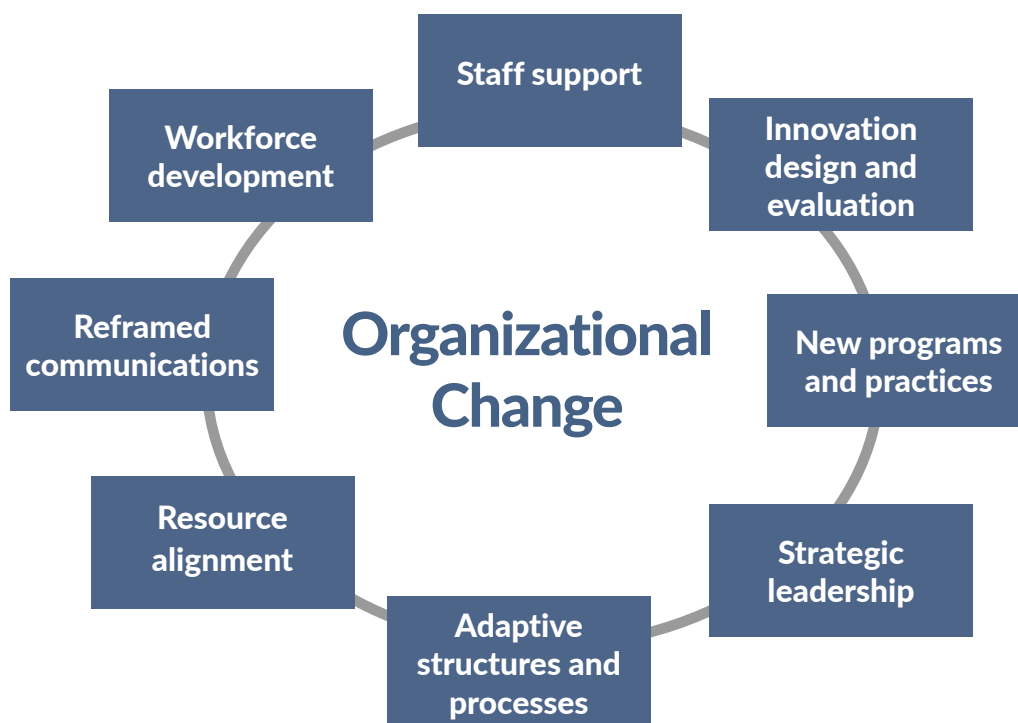 Staff support
Innovation
design and
evaluation
New programs
and practices
Strategic
leadership
Adaptive
structures and
processes
Resource
alignment
Reframed
communications
Workforce
development
Organizational
Change